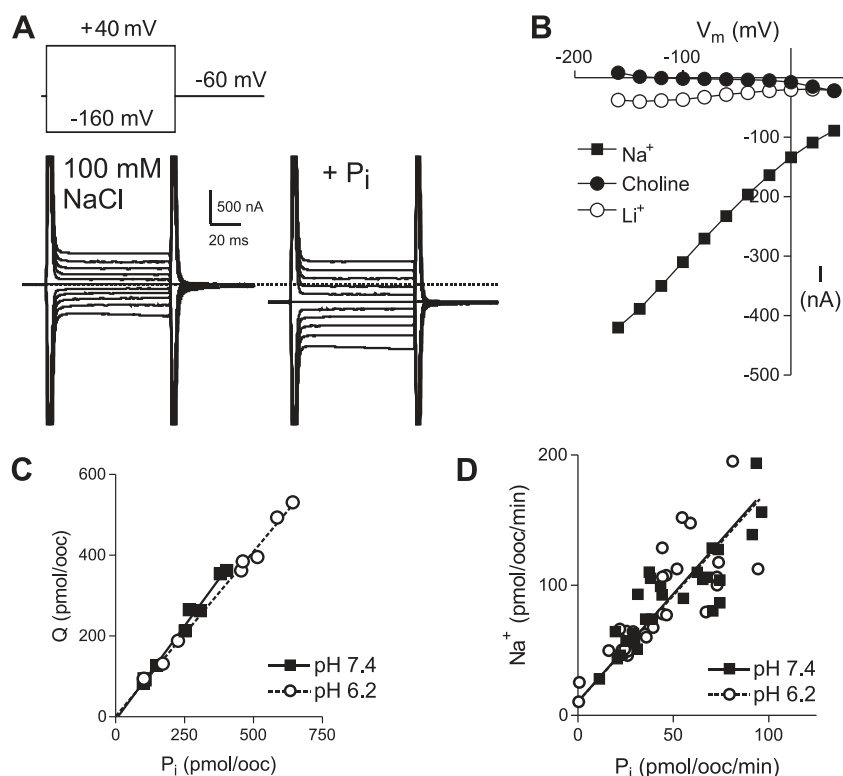 A
+40 mV
-60 mV
-160 mV
100 mM
NaCl
500 nA
20 ms
+ Pi
B
Vm (mV)
-200
-100
-100
-200
-300
-400
-500
I
(nA)
Na+
Choline
Li+
C
Q (pmol/ooc)
600
400
200
0
0
250
500
750
Pi (pmol/ooc)
pH 7.4
pH 6.2
D
Na+ (pmol/ooc/min)
200
100
0
0
50
100
Pi (pmol/ooc/min)
pH 7.4
pH 6.2